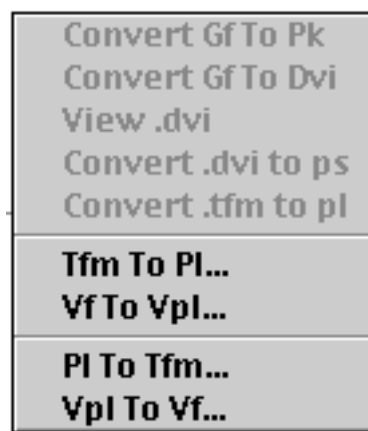 Convert Gf To Pk
Convert Gf To Dvi
View .dvi
Convert .dvi to ps
Convert .tfm to pl
Tfm To Pl...
Vf To Vpl...
Pl To Tfm...
Vpl To Vf...